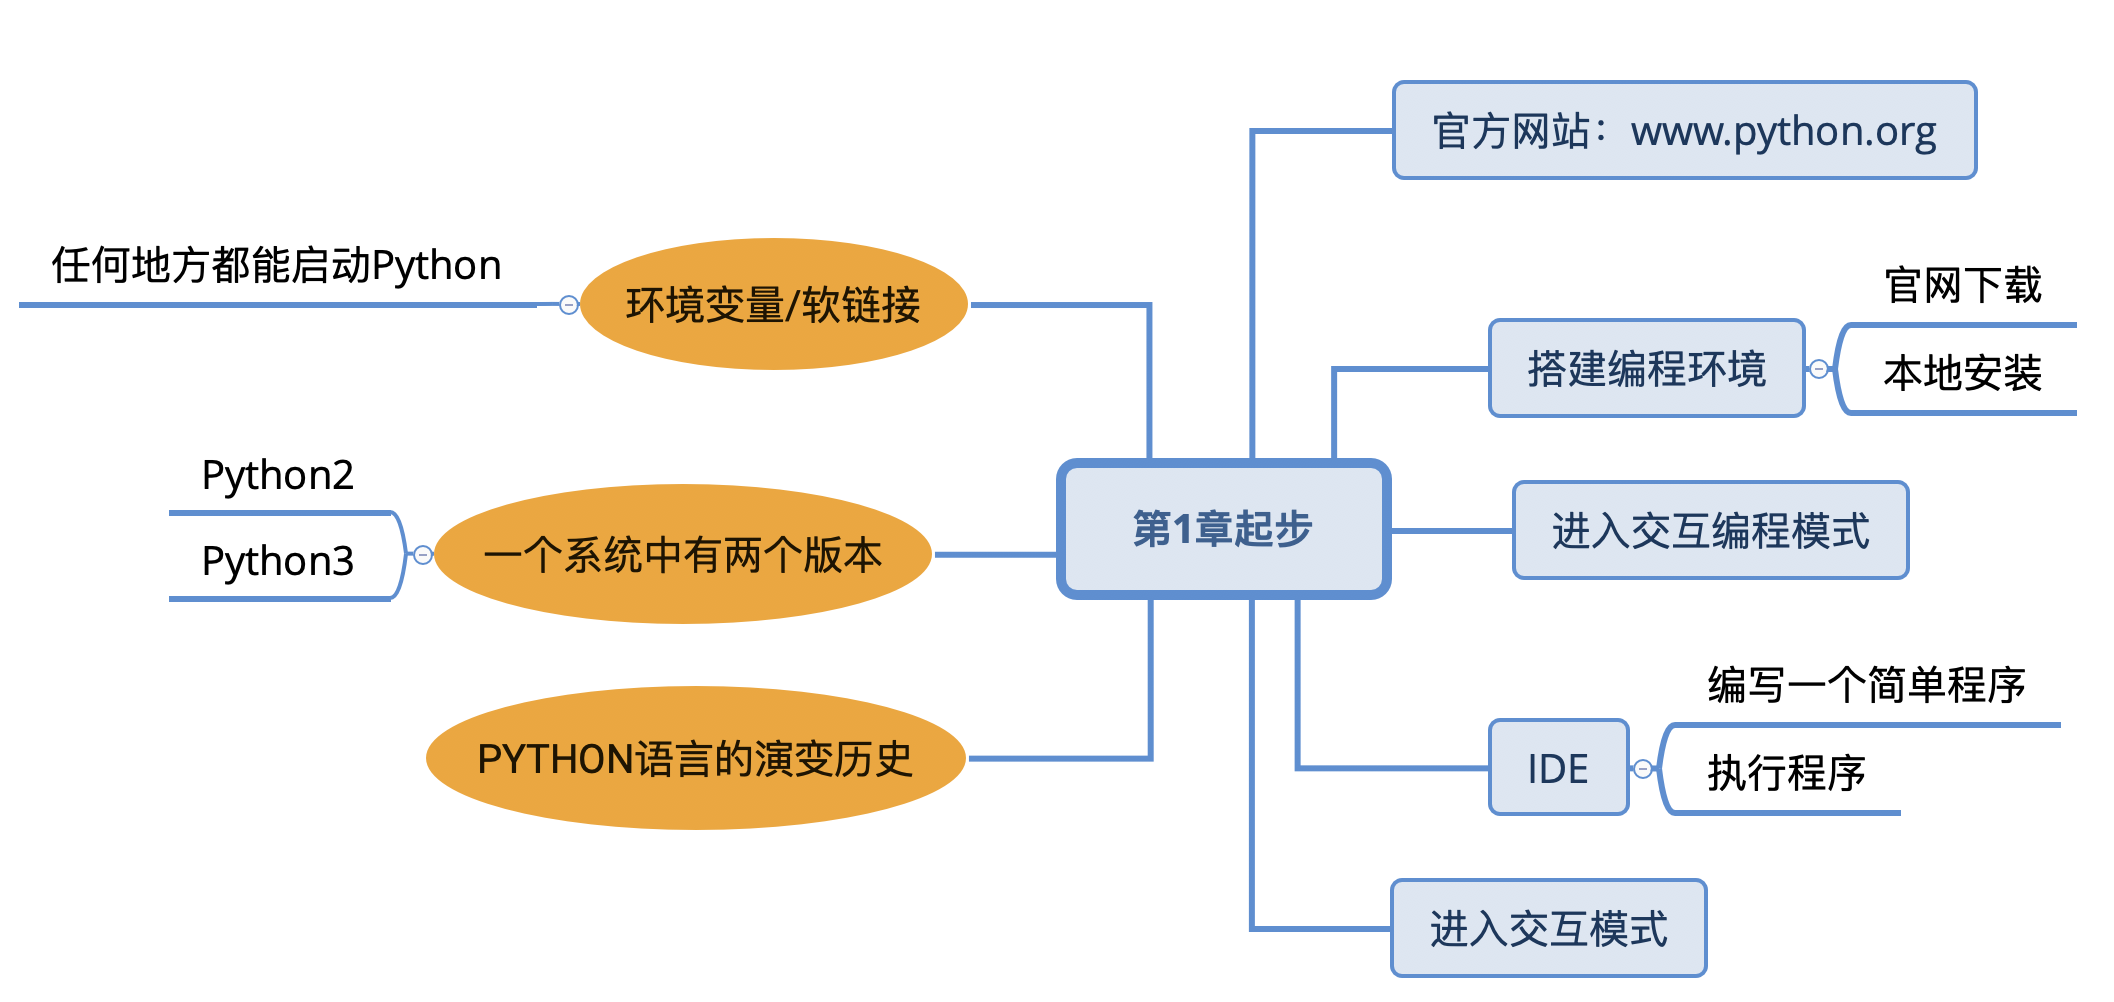 官方网站：www.python.org
任何地方都能启动Python
环境变量/软链接
官网下载
搭建编程环境
本地安装
Python2
第1章起步
进入交互编程模式
一个系统中有两个版本
Python3
编写一个简单程序
PYTHON语言的演变历史
IDE
执行程序
进入交互模式